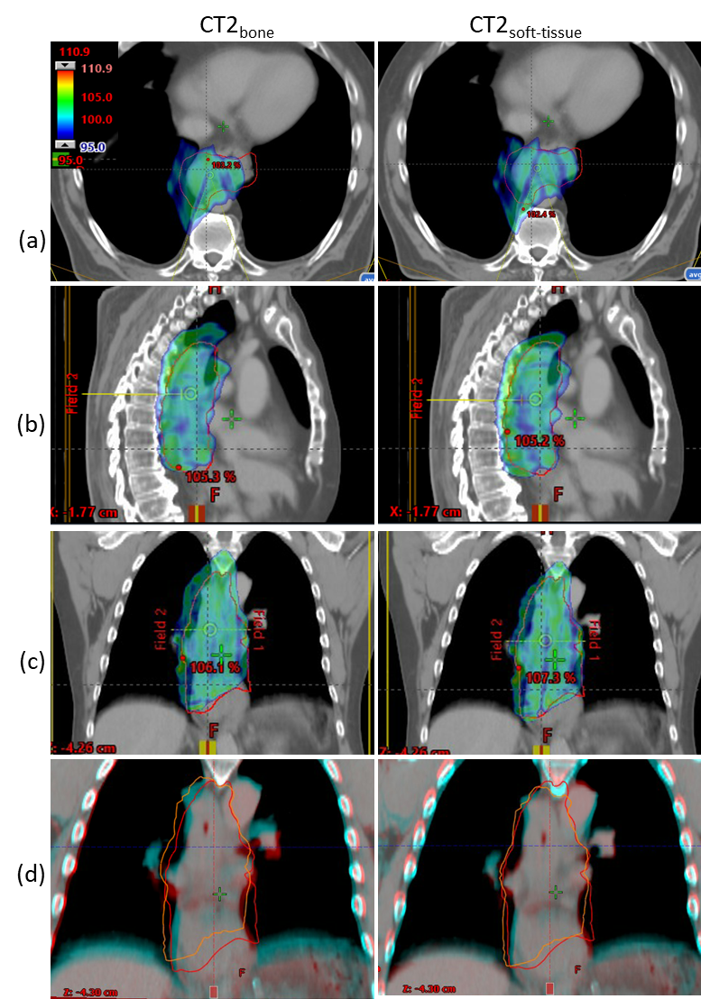 CT2bone
CT2soft-tissue
110.9
110.9
105.0
100.0
95.0
95.0
103.2 %
102.4 %
avg
(a)
Field 2
Field 2
(b)
105.3 %
105.2 %
F
F
X: -1.77 cm
X: -1.77 cm
Field 2
Field 1
Field 2
Field 1
(c)
106.1 %
107.3 %
F
F
Z: -4.26 cm
Z: -4.26 cm
(d)
F
F
Z: -4.30 cm
Z: -4.30 cm